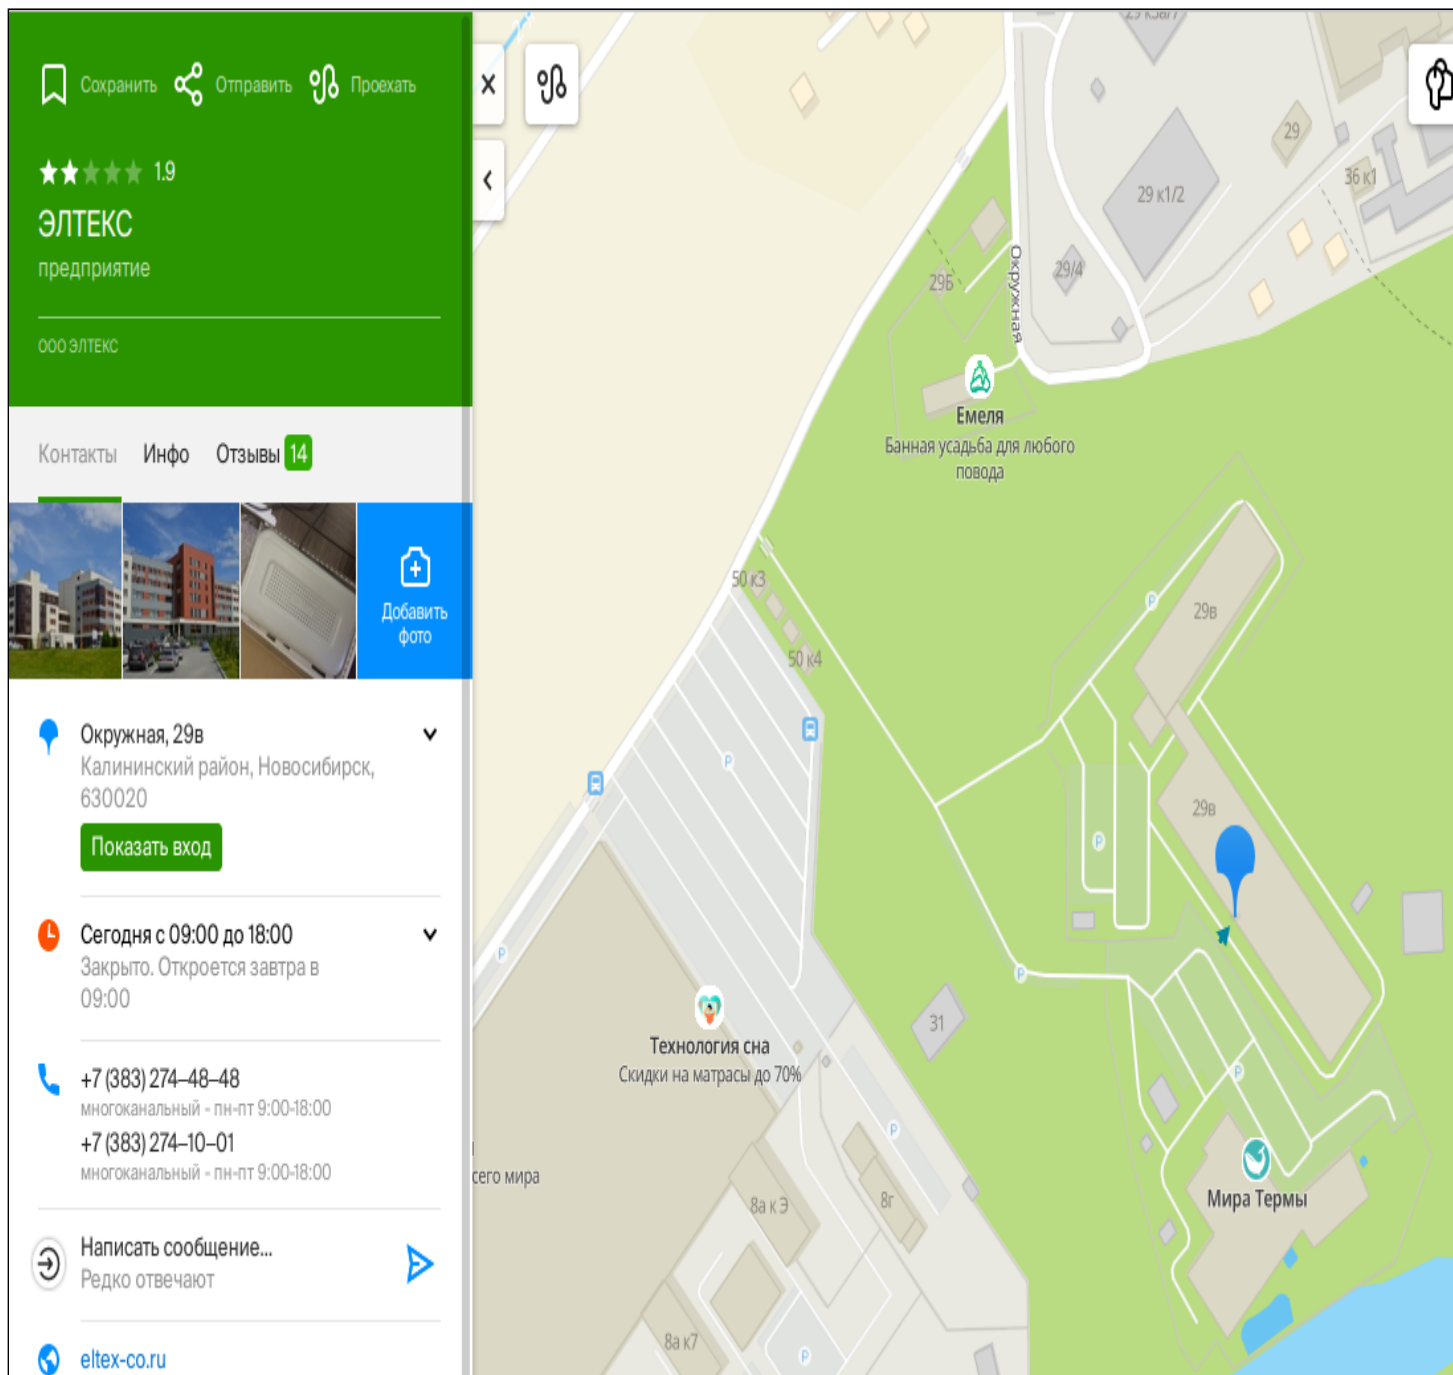 Сохранить
Отправить
Проехать
1.9
ЭЛТЕКС
предприятие
ООО ЭЛТЕКС
Контакты
Инфо
Отзывы 14
Добавить
фото
Окружная, 29в
Калининский район, Новосибирск,
630020
Показать вход
Сегодня с 09:00 до 18:00
Закрыто. Откроется завтра в
09:00
+7 (383) 274–48–48
многоканальный - пн-пт 9:00-18:00
+7 (383) 274–10–01
многоканальный - пн-пт 9:00-18:00
Написать сообщение...
Редко отвечают
eltex-co.ru
29
29 к1/2
36 к1
29/4
29Б
Окружная
Емеля
Банная усадьба для любого
повода
50 к3
50 к4
P
29в
P
29в
P
P
P
31
Технология сна
Скидки на матрасы до 70%
P
P
сего мира
8а к Э
8г
Мира Термы
8а к7
P